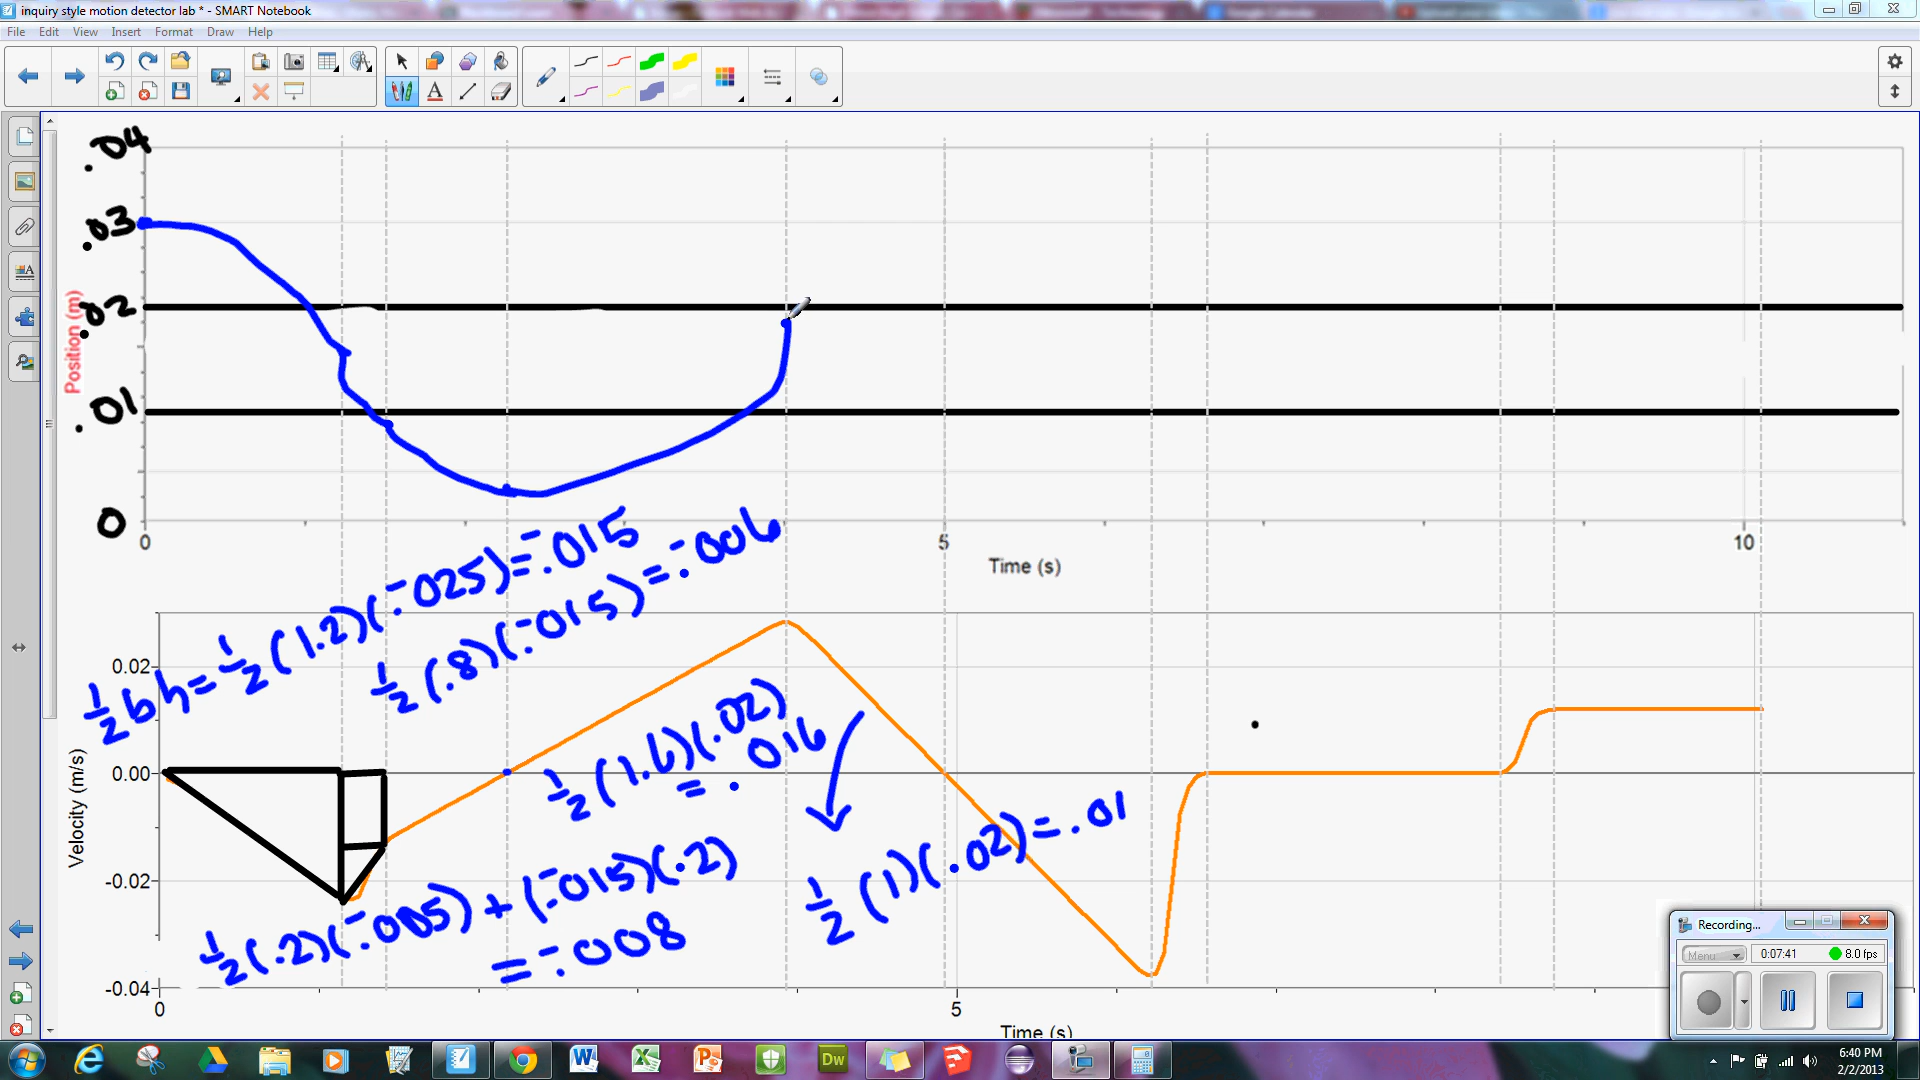 inquiry style motion detector lab * - SMART Notebook
File Edit View Insert Format Draw Help
.04
.03
.02
.01
0
Position (m)
0 5 10
Time (s)
½bh=½(1.2)(-.025)=-.015
½(.8)(-.015)=-.006
½(1.6)(.02)
=.016
½(1)(.02)=.01
½(.2)(-.005)+(-.015)(.2)
=-.008
0.02
0.00
-0.02
-0.04
Velocity (m/s)
0 5
Time (s)
Recording...
Menu 0:07:41 8.0 fps
Dw
6:40 PM
2/2/2013